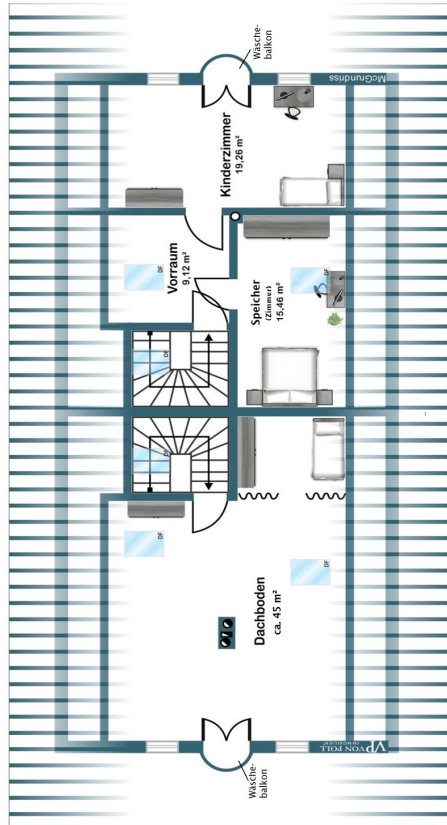 Wäsche-
balkon
McGrundriss
Kinderzimmer
19,26 m²
Vorraum
9,12 m²
DF
Speicher
(Zimmer)
15,46 m²
DF
DF
DF
DF
DF
Dachboden
ca. 45 m²
VP VON POLL
IMMOBILIEN
Wäsche-
balkon